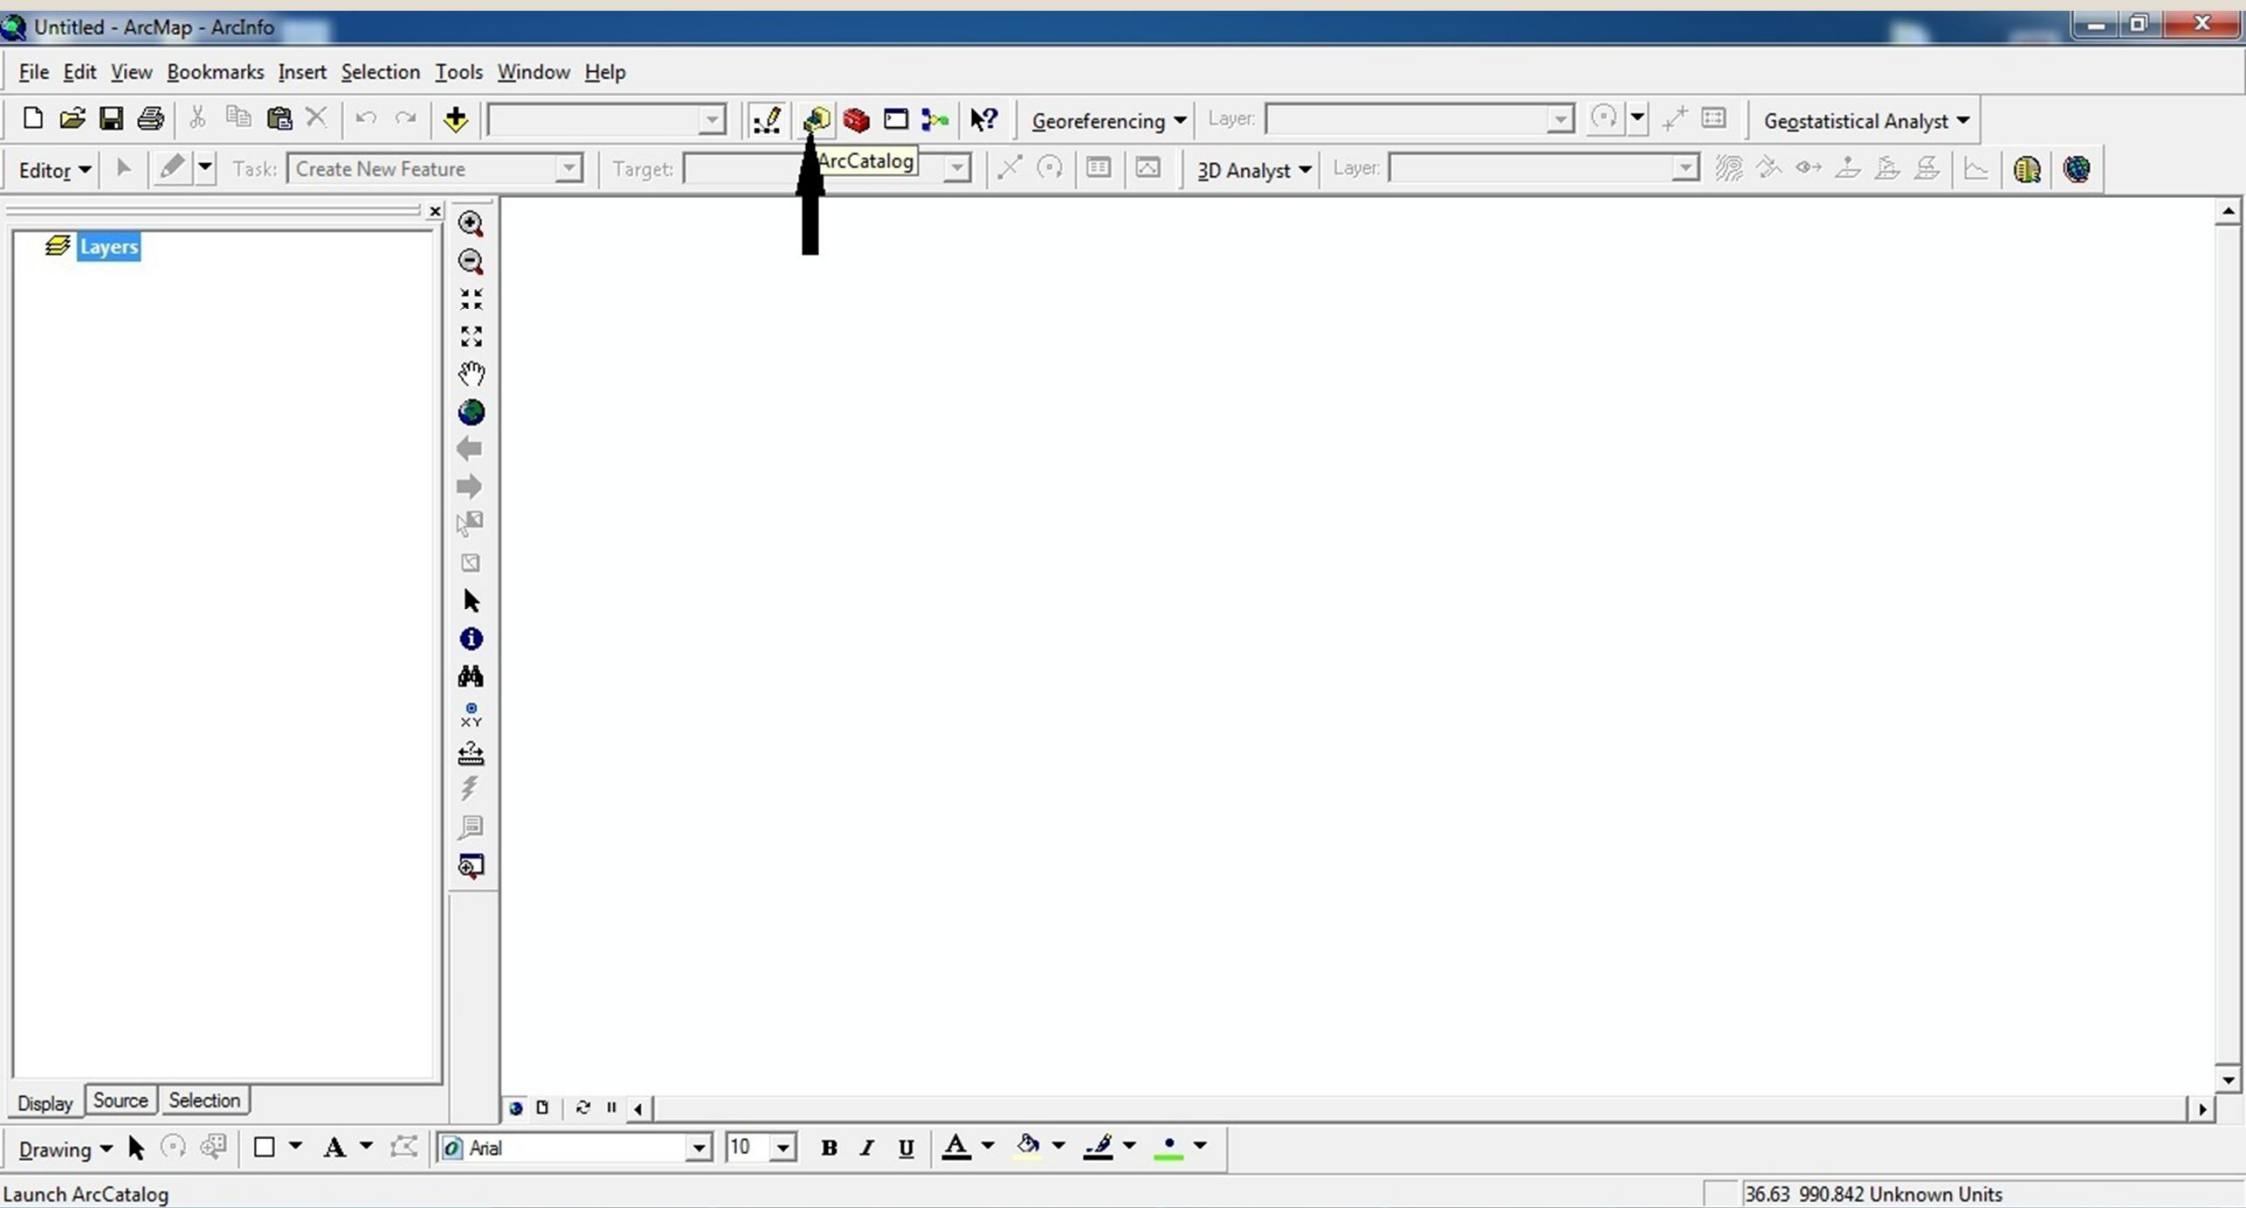 Untitled - ArcMap - ArcInfo
File Edit View Bookmarks Insert Selection Tools Window Help
Georeferencing Layer: Geostatistical Analyst
Editor Task: Create New Feature Target: ArcCatalog 3D Analyst Layer:
Layers
XY
Display Source Selection
Drawing A Arial 10 B I U A
Launch ArcCatalog 36.63 990.842 Unknown Units